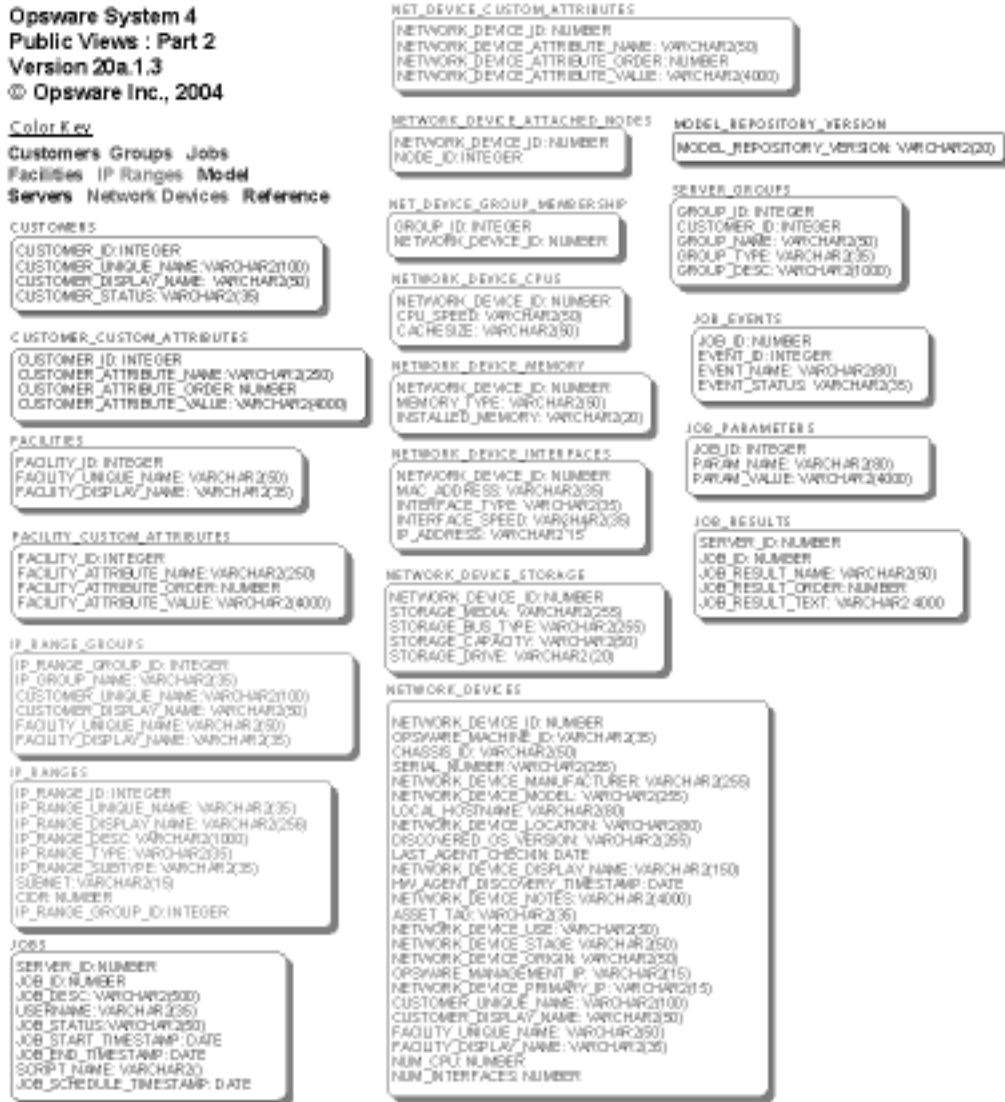 Opsware System 4
Public Views : Part 2
Version 20a.1.3
© Opsware Inc., 2004
Color Key
Customers Groups Jobs
Facilities IP Ranges Model
Servers Network Devices Reference
CUSTOMERS
CUSTOMER_ID: INTEGER
CUSTOMER_UNIQUE_NAME: VARCHAR2(100)
CUSTOMER_DISPLAY_NAME: VARCHAR2(50)
CUSTOMER_STATUS: VARCHAR2(35)
CUSTOMER_CUSTOM_ATTRIBUTES
CUSTOMER_ID: INTEGER
CUSTOMER_ATTRIBUTE_NAME: VARCHAR2(250)
CUSTOMER_ATTRIBUTE_ORDER: NUMBER
CUSTOMER_ATTRIBUTE_VALUE: VARCHAR2(4000)
FACILITIES
FACILITY_ID: INTEGER
FACILITY_UNIQUE_NAME: VARCHAR2(50)
FACILITY_DISPLAY_NAME: VARCHAR2(35)
FACILITY_CUSTOM_ATTRIBUTES
FACILITY_ID: INTEGER
FACILITY_ATTRIBUTE_NAME: VARCHAR2(250)
FACILITY_ATTRIBUTE_ORDER: NUMBER
FACILITY_ATTRIBUTE_VALUE: VARCHAR2(4000)
IP_RANGE_GROUPS
IP_RANGE_GROUP_ID: INTEGER
IP_GROUP_NAME: VARCHAR2(35)
CUSTOMER_UNIQUE_NAME: VARCHAR2(100)
CUSTOMER_DISPLAY_NAME: VARCHAR2(50)
FACILITY_UNIQUE_NAME: VARCHAR2(50)
FACILITY_DISPLAY_NAME: VARCHAR2(35)
IP_RANGES
IP_RANGE_ID: INTEGER
IP_RANGE_UNIQUE_NAME: VARCHAR2(35)
IP_RANGE_DISPLAY_NAME: VARCHAR2(256)
IP_RANGE_DESC: VARCHAR2(1000)
IP_RANGE_TYPE: VARCHAR2(35)
IP_RANGE_SUBTYPE: VARCHAR2(35)
SUBNET: VARCHAR2(15)
CIDR: NUMBER
IP_RANGE_GROUP_ID: INTEGER
JOBS
SERVER_ID: NUMBER
JOB_ID: NUMBER
JOB_DESC: VARCHAR2(500)
USERNAME: VARCHAR2(35)
JOB_STATUS: VARCHAR2(50)
JOB_START_TIMESTAMP: DATE
JOB_END_TIMESTAMP: DATE
SCRIPT_NAME: VARCHAR2()
JOB_SCHEDULE_TIMESTAMP: DATE
NET_DEVICE_CUSTOM_ATTRIBUTES
NETWORK_DEVICE_ID: NUMBER
NETWORK_DEVICE_ATTRIBUTE_NAME: VARCHAR2(50)
NETWORK_DEVICE_ATTRIBUTE_ORDER: NUMBER
NETWORK_DEVICE_ATTRIBUTE_VALUE: VARCHAR2(4000)
NETWORK_DEVICE_ATTACHED_NODES
NETWORK_DEVICE_ID: NUMBER
NODE_ID: INTEGER
NET_DEVICE_GROUP_MEMBERSHIP
GROUP_ID: INTEGER
NETWORK_DEVICE_ID: NUMBER
NETWORK_DEVICE_CPUS
NETWORK_DEVICE_ID: NUMBER
CPU_SPEED: VARCHAR2(50)
CACHESIZE: VARCHAR2(50)
NETWORK_DEVICE_MEMORY
NETWORK_DEVICE_ID: NUMBER
MEMORY_TYPE: VARCHAR2(50)
INSTALLED_MEMORY: VARCHAR2(20)
NETWORK_DEVICE_INTERFACES
NETWORK_DEVICE_ID: NUMBER
MAC_ADDRESS: VARCHAR2(35)
INTERFACE_TYPE: VARCHAR2(35)
INTERFACE_SPEED: VARCHAR2(35)
IP_ADDRESS: VARCHAR2*15
NETWORK_DEVICE_STORAGE
NETWORK_DEVICE_ID: NUMBER
STORAGE_MEDIA: VARCHAR2(255)
STORAGE_BUS_TYPE: VARCHAR2(255)
STORAGE_CAPACITY: VARCHAR2(50)
STORAGE_DRIVE: VARCHAR2(20)
NETWORK_DEVICES
NETWORK_DEVICE_ID: NUMBER
OPSWARE_MACHINE_ID: VARCHAR2(35)
CHASSIS_ID: VARCHAR2(50)
SERIAL_NUMBER: VARCHAR2(255)
NETWORK_DEVICE_MANUFACTURER: VARCHAR2(255)
NETWORK_DEVICE_MODEL: VARCHAR2(255)
LOCAL_HOSTNAME: VARCHAR2(80)
NETWORK_DEVICE_LOCATION: VARCHAR2(80)
DISCOVERED_OS_VERSION: VARCHAR2(255)
LAST_AGENT_CHECKIN: DATE
NETWORK_DEVICE_DISPLAY_NAME: VARCHAR2(150)
HW_AGENT_DISCOVERY_TIMESTAMP: DATE
NETWORK_DEVICE_NOTES: VARCHAR2(4000)
ASSET_TAG: VARCHAR2(35)
NETWORK_DEVICE_USE: VARCHAR2(50)
NETWORK_DEVICE_STAGE: VARCHAR2(50)
NETWORK_DEVICE_ORIGIN: VARCHAR2(50)
OPSWARE_MANAGEMENT_IP: VARCHAR2(15)
NETWORK_DEVICE_PRIMARY_IP: VARCHAR2(15)
CUSTOMER_UNIQUE_NAME: VARCHAR2(100)
CUSTOMER_DISPLAY_NAME: VARCHAR2(50)
FACILITY_UNIQUE_NAME: VARCHAR2(50)
FACILITY_DISPLAY_NAME: VARCHAR2(35)
NUM_CPU: NUMBER
NUM_INTERFACES: NUMBER
MODEL_REPOSITORY_VERSION
MODEL_REPOSITORY_VERSION: VARCHAR2(20)
SERVER_GROUPS
GROUP_ID: INTEGER
CUSTOMER_ID: INTEGER
GROUP_NAME: VARCHAR2(50)
GROUP_TYPE: VARCHAR2(35)
GROUP_DESC: VARCHAR2(1000)
JOB_EVENTS
JOB_ID: NUMBER
EVENT_ID: INTEGER
EVENT_NAME: VARCHAR2(80)
EVENT_STATUS: VARCHAR2(35)
JOB_PARAMETERS
JOB_ID: INTEGER
PARAM_NAME: VARCHAR2(80)
PARAM_VALUE: VARCHAR2(4000)
JOB_RESULTS
SERVER_ID: NUMBER
JOB_ID: NUMBER
JOB_RESULT_NAME: VARCHAR2(50)
JOB_RESULT_ORDER: NUMBER
JOB_RESULT_TEXT: VARCHAR2 4000